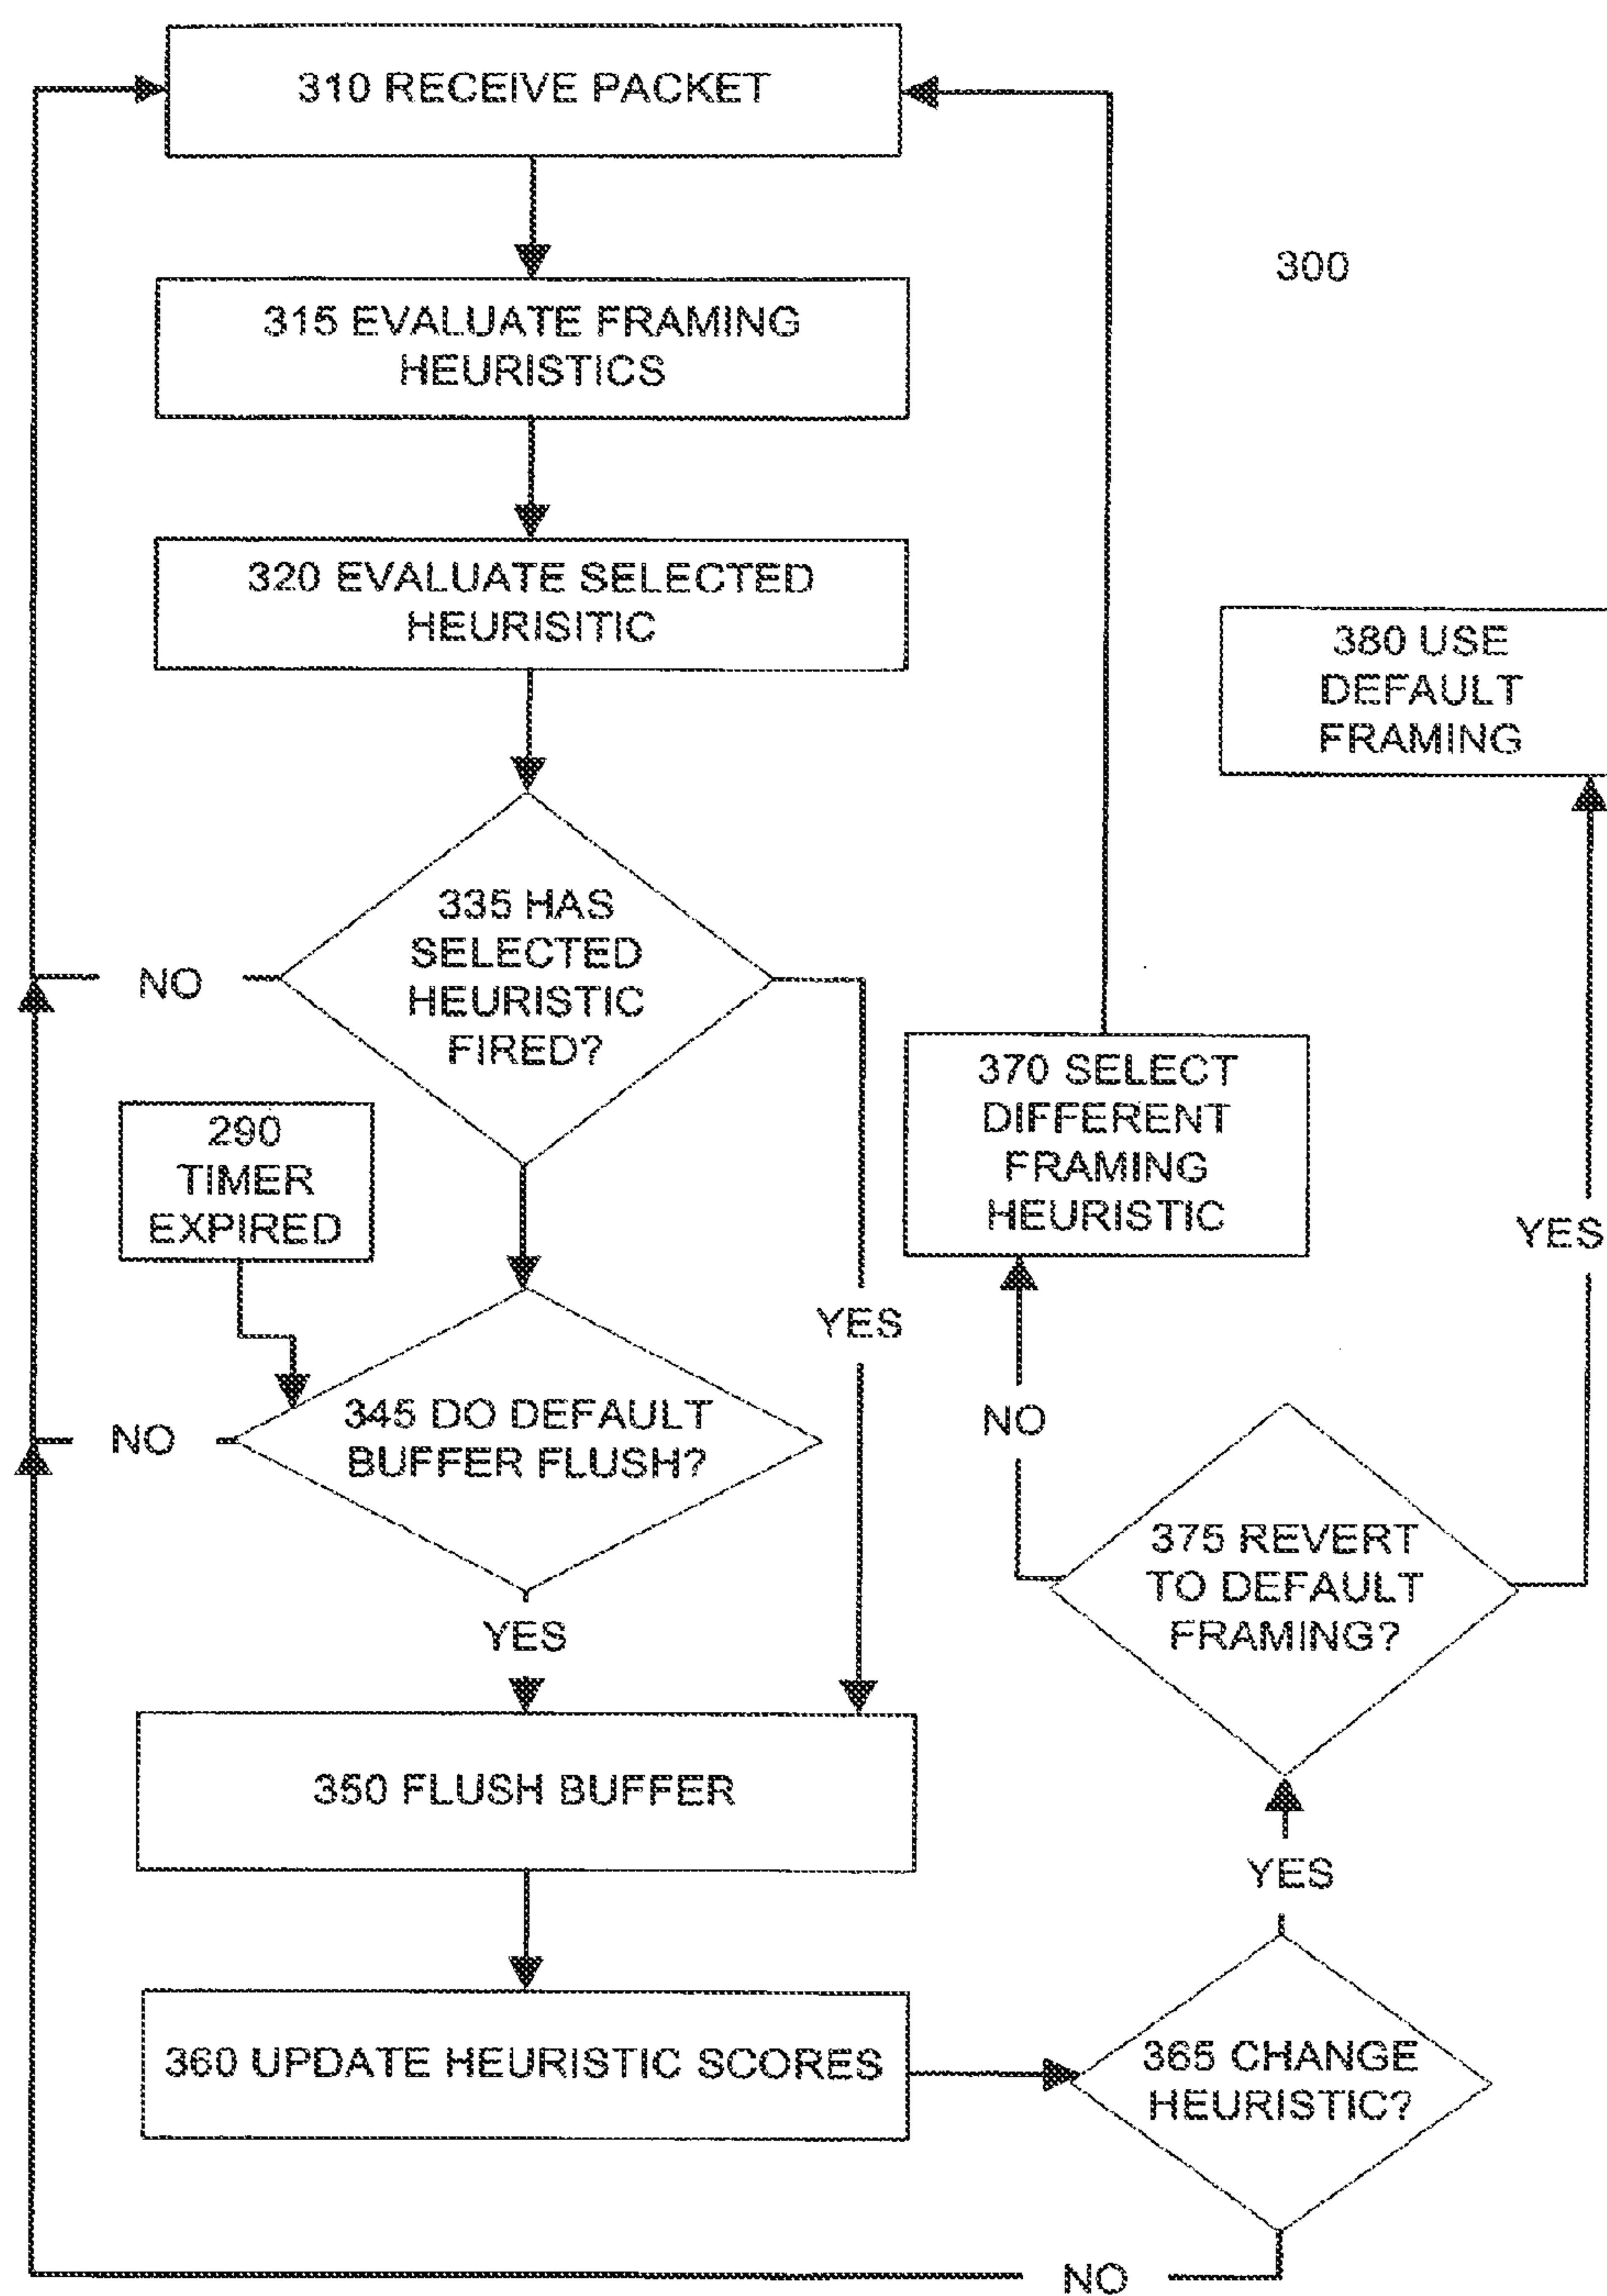 310 RECEIVE PACKET
300
315 EVALUATE FRAMING
HEURISTICS
320 EVALUATE SELECTED
HEURISITIC
380 USE
DEFAULT
FRAMING
335 HAS
SELECTED
HEURISTIC
FIRED?
NO
370 SELECT
DIFFERENT
FRAMING
HEURISTIC
290
TIMER
EXPIRED
YES
YES
345 DO DEFAULT
BUFFER FLUSH?
NO
NO
375 REVERT
TO DEFAULT
FRAMING?
YES
350 FLUSH BUFFER
YES
360 UPDATE HEURISTIC SCORES
365 CHANGE
HEURISTIC?
NO